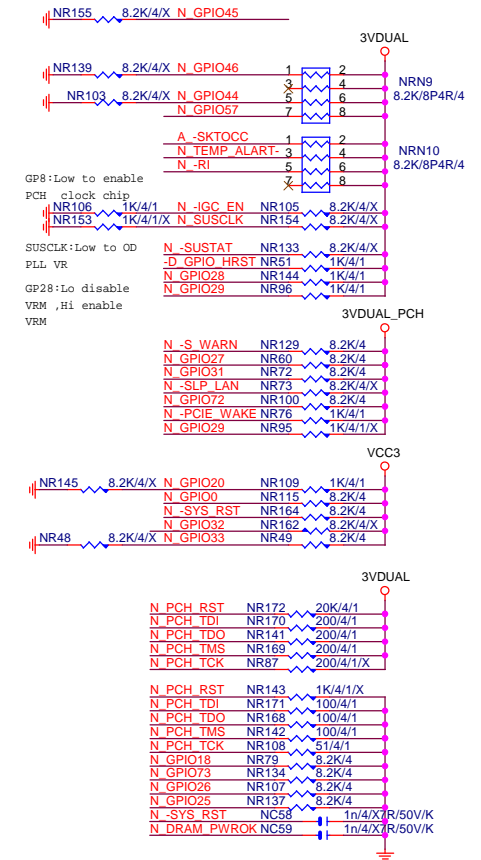 NR155 8.2K/4/X N_GPIO45
3VDUAL
NR139 8.2K/4/X N_GPIO46 1 2
3 4 NRN9
NR103 8.2K/4/X N_GPIO44 5 6 8.2K/8P4R/4
N_GPIO57 7 8
A_-SKTOCC 1 2
N_TEMP_ALART- 3 4 NRN10
N_-RI 5 6 8.2K/8P4R/4
7 8
GP8:Low to enable
PCH clock chip
NR106 1K/4/1 N_-IGC_EN NR105 8.2K/4/X
NR153 1K/4/1/X N_SUSCLK NR154 8.2K/4/X
SUSCLK:Low to OD
PLL VR
GP28:Lo disable
VRM ,Hi enable
VRM
N_-SUSTAT NR133 8.2K/4/X
-D_GPIO_HRST NR51 1K/4/1
N_GPIO28 NR144 1K/4/1
N_GPIO29 NR96 1K/4/1
3VDUAL_PCH
N_-S_WARN NR129 8.2K/4
N_GPIO27 NR60 8.2K/4
N_GPIO31 NR72 8.2K/4
N_-SLP_LAN NR73 8.2K/4/X
N_GPIO72 NR100 8.2K/4
N_-PCIE_WAKE NR76 1K/4/1
N_GPIO29 NR95 1K/4/1/X
VCC3
NR145 8.2K/4/X N_GPIO20 NR109 1K/4/1
N_GPIO0 NR115 8.2K/4
N_-SYS_RST NR164 8.2K/4
N_GPIO32 NR162 8.2K/4/X
NR48 8.2K/4/X N_GPIO33 NR49 8.2K/4
3VDUAL
N_PCH_RST NR172 20K/4/1
N_PCH_TDI NR170 200/4/1
N_PCH_TDO NR141 200/4/1
N_PCH_TMS NR169 200/4/1
N_PCH_TCK NR87 200/4/1/X
N_PCH_RST NR143 1K/4/1/X
N_PCH_TDI NR171 100/4/1
N_PCH_TDO NR168 100/4/1
N_PCH_TMS NR142 100/4/1
N_PCH_TCK NR108 51/4/1
N_GPIO18 NR79 8.2K/4
N_GPIO73 NR134 8.2K/4
N_GPIO26 NR107 8.2K/4
N_GPIO25 NR137 8.2K/4
N_-SYS_RST NC58 1n/4/X7R/50V/K
N_DRAM_PWROK NC59 1n/4/X7R/50V/K